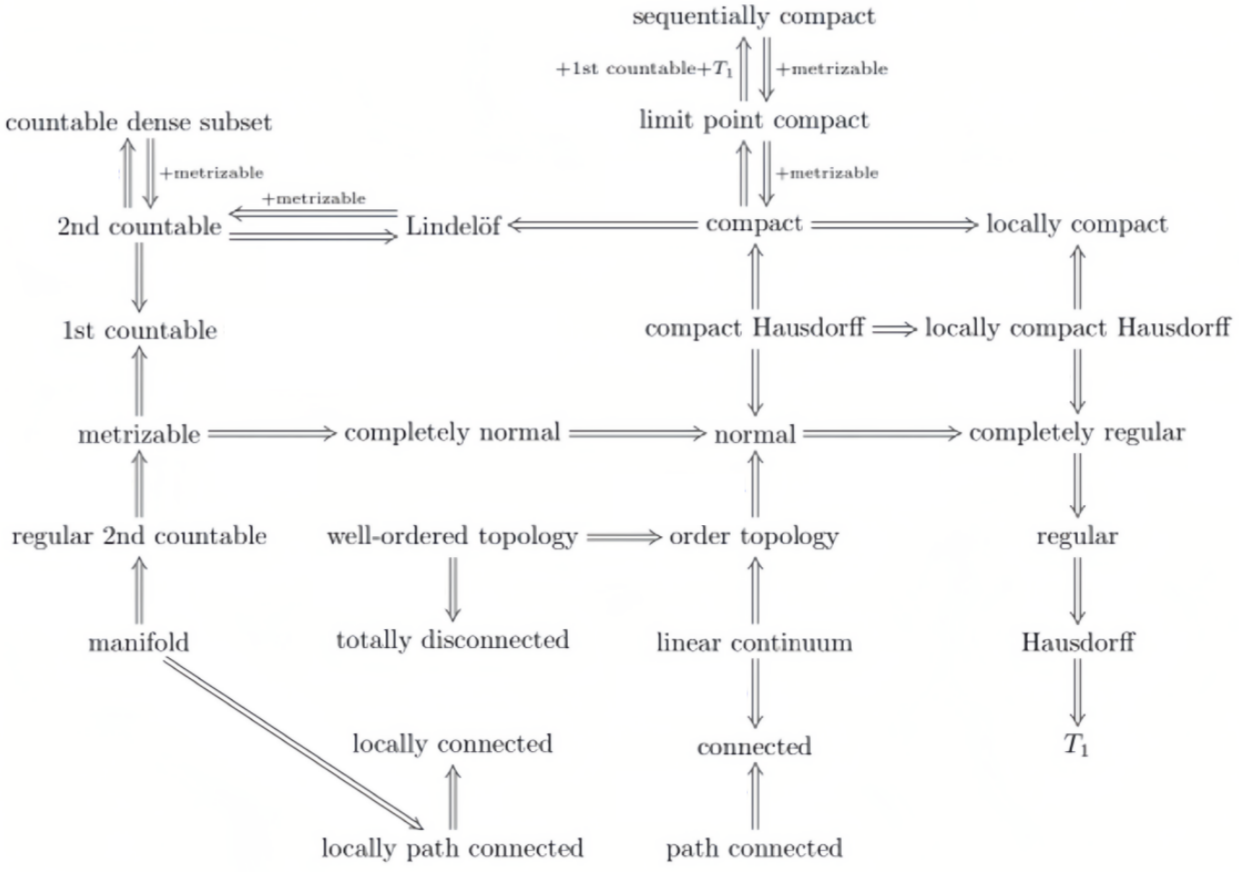 sequentially compact
+1st countable+T₁
+metrizable
countable dense subset
limit point compact
+metrizable
+metrizable
+metrizable
2nd countable
Lindelöf
compact
locally compact
1st countable
compact Hausdorff
locally compact Hausdorff
metrizable
completely normal
normal
completely regular
regular 2nd countable
well-ordered topology
order topology
regular
manifold
totally disconnected
linear continuum
Hausdorff
locally connected
connected
T₁
locally path connected
path connected